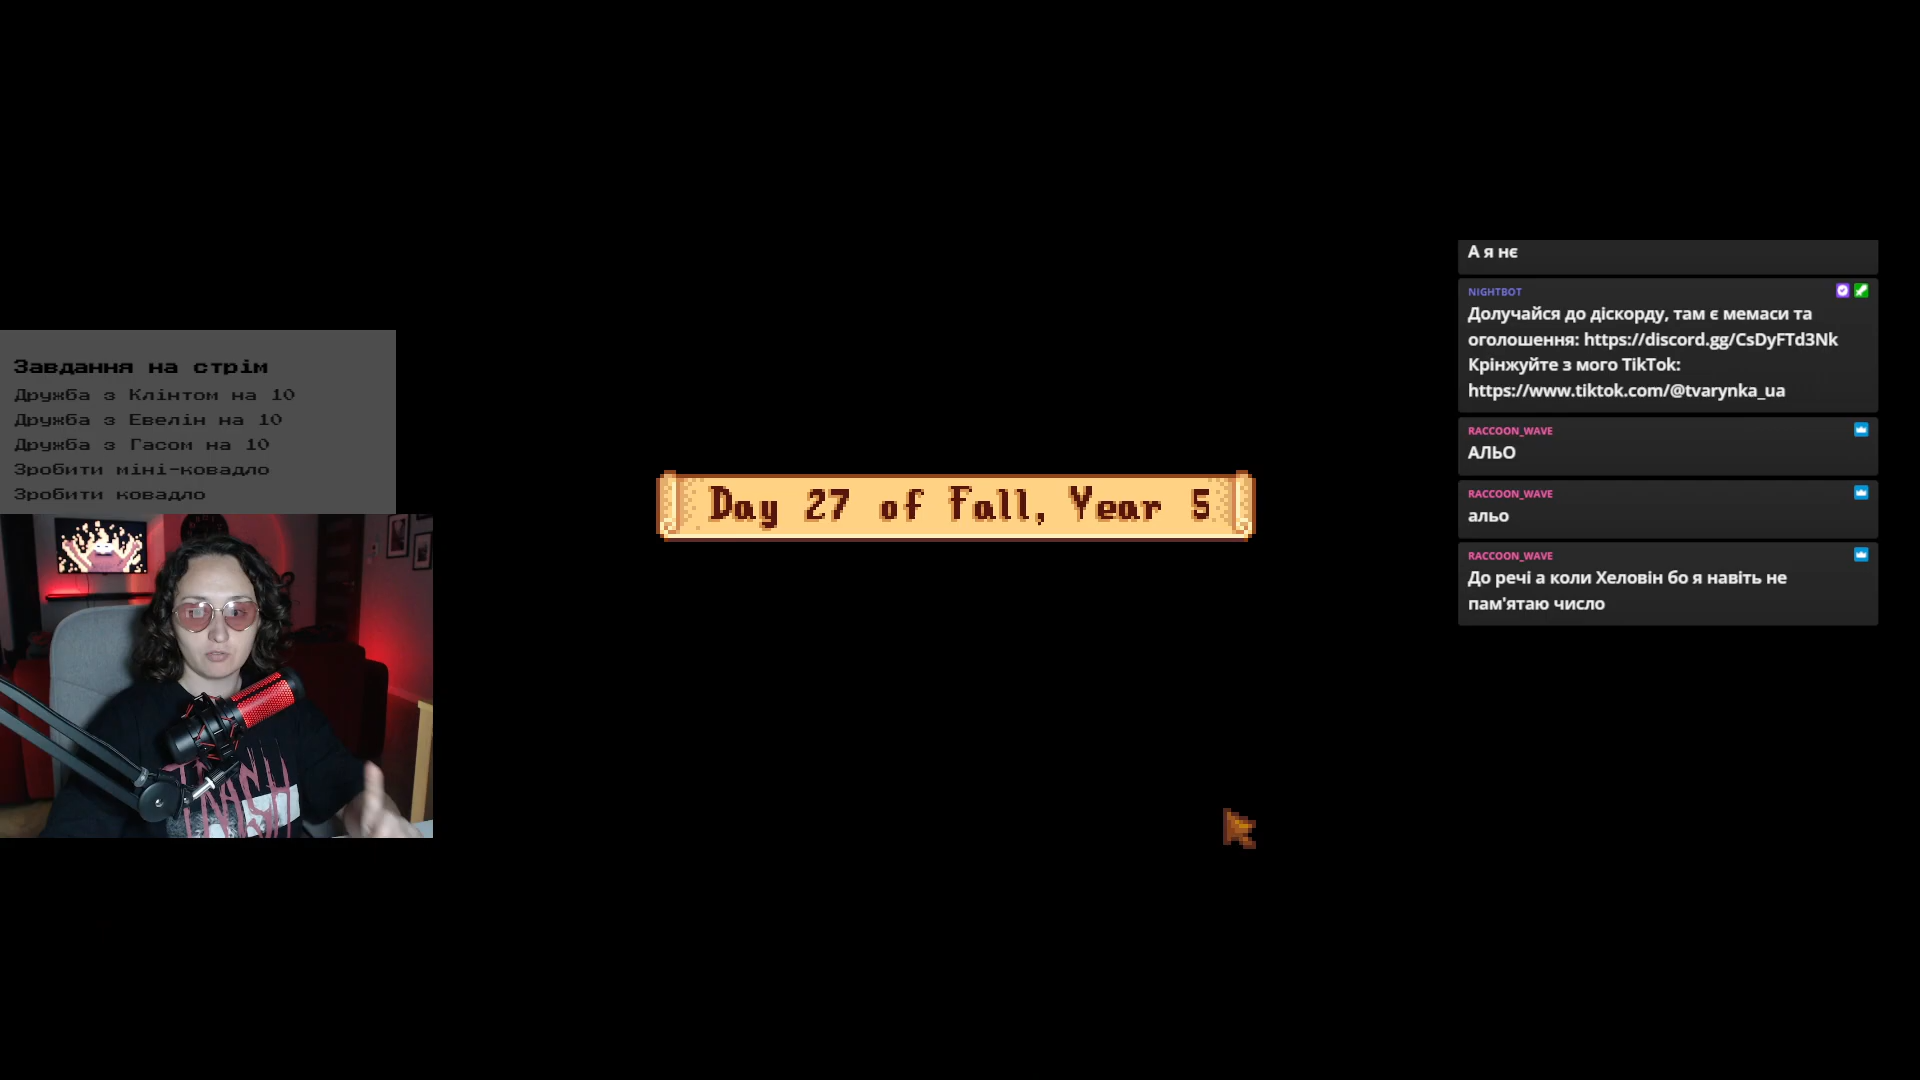 Завдання на стрім
Дружба з Клінтом на 10
Дружба з Евелін на 10
Дружба з Гасом на 10
Зробити міні-ковадло
Зробити ковадло
Day 27 of Fall, Year 5
А я нє
NIGHTBOT
Долучайся до діскорду, там є мемаси та
оголошення: https://discord.gg/CsDyFTd3Nk
Крінжуйте з мого TikTok:
https://www.tiktok.com/@tvarynka_ua
RACCOON_WAVE
АЛЬО
RACCOON_WAVE
альо
RACCOON_WAVE
До речі а коли Хеловін бо я навіть не
пам'ятаю число